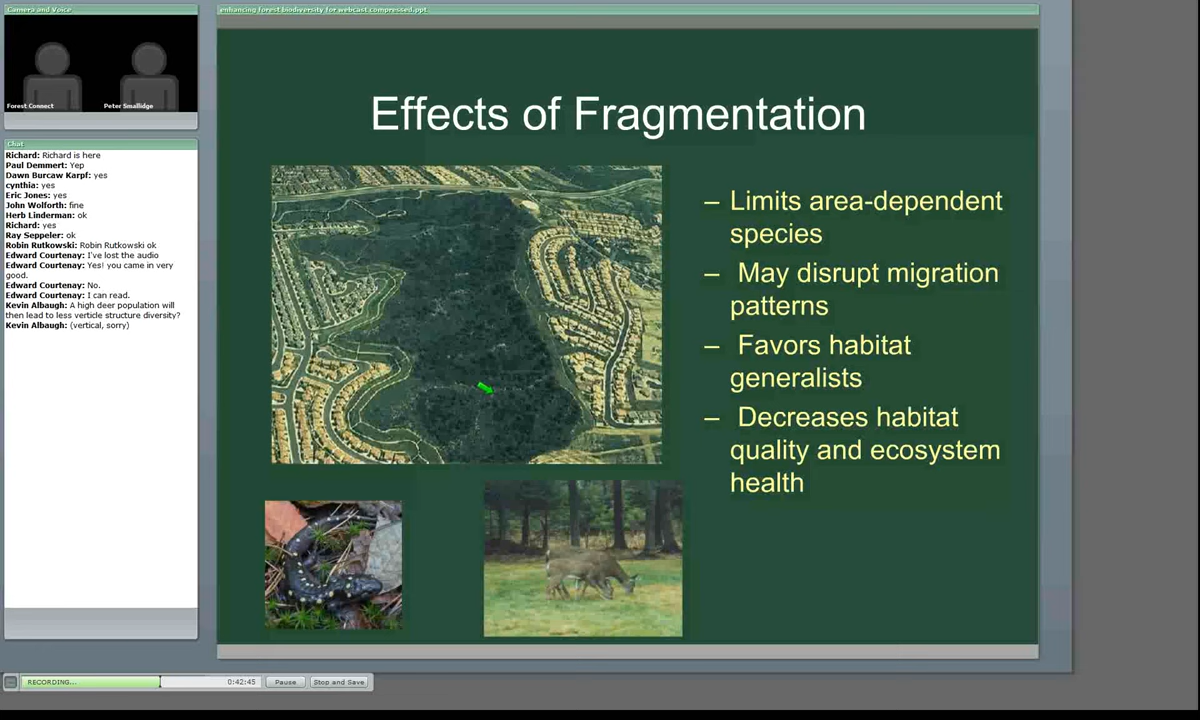 Camera and Voice
Forest Connect
Peter Smallidge
Chat
Richard: Richard is here
Paul Demmert: Yep
Dawn Burcaw Karpf: yes
cynthia: yes
Eric Jones: yes
John Wolforth: fine
Herb Linderman: ok
Richard: yes
Ray Seppeler: ok
Robin Rutkowski: Robin Rutkowski ok
Edward Courtenay: I've lost the audio
Edward Courtenay: Yes! you came in very
good.
Edward Courtenay: No.
Edward Courtenay: I can read.
Kevin Albaugh: A high deer population will
then lead to less verticle structure diversity?
Kevin Albaugh: (vertical, sorry)
enhancing forest biodiversity for webcast compressed.ppt
Effects of Fragmentation
– Limits area-dependent
species
– May disrupt migration
patterns
– Favors habitat
generalists
– Decreases habitat
quality and ecosystem
health
RECORDING...
0:42:45
Pause
Stop and Save